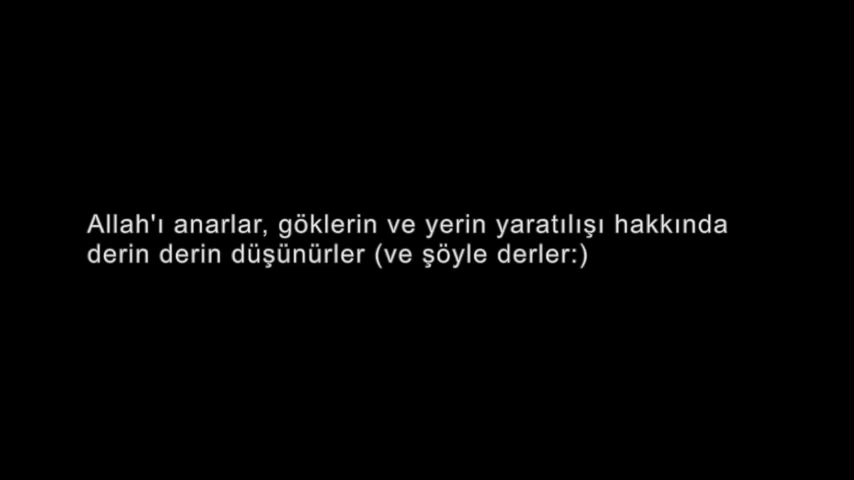 Allah'ı anarlar, göklerin ve yerin yaratılışı hakkında
derin derin düşünürler (ve şöyle derler:)